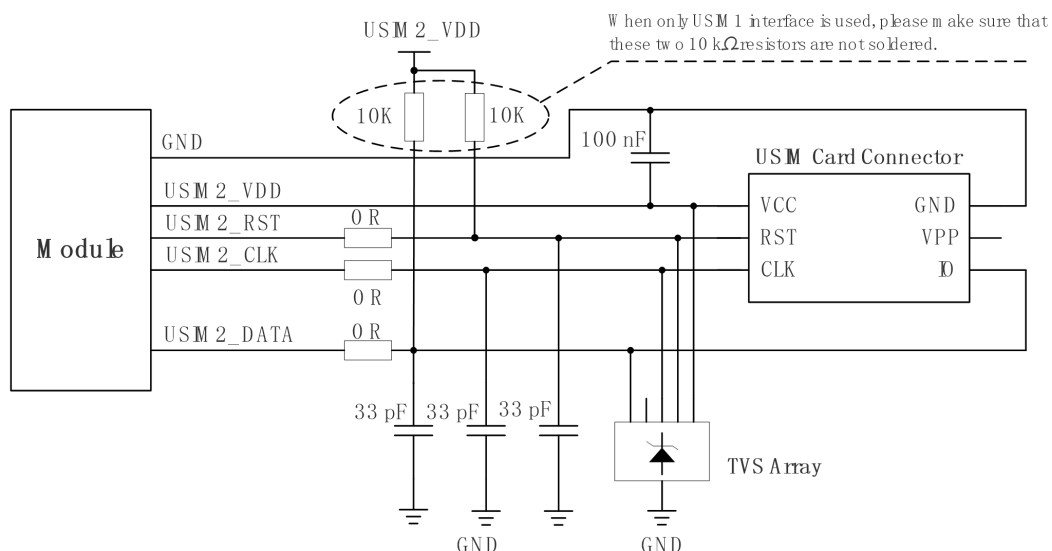 When only USIM1 interface is used, please make sure that
these two 10 kΩ resistors are not soldered.
USIM2_VDD
10K
10K
GND
100 nF
USIM Card Connector
USIM2_VDD
VCC
GND
USIM2_RST
0R
RST
VPP
Module
USIM2_CLK
CLK
IO
0R
USIM2_DATA
0R
33 pF
33 pF
33 pF
TVS Array
GND
GND